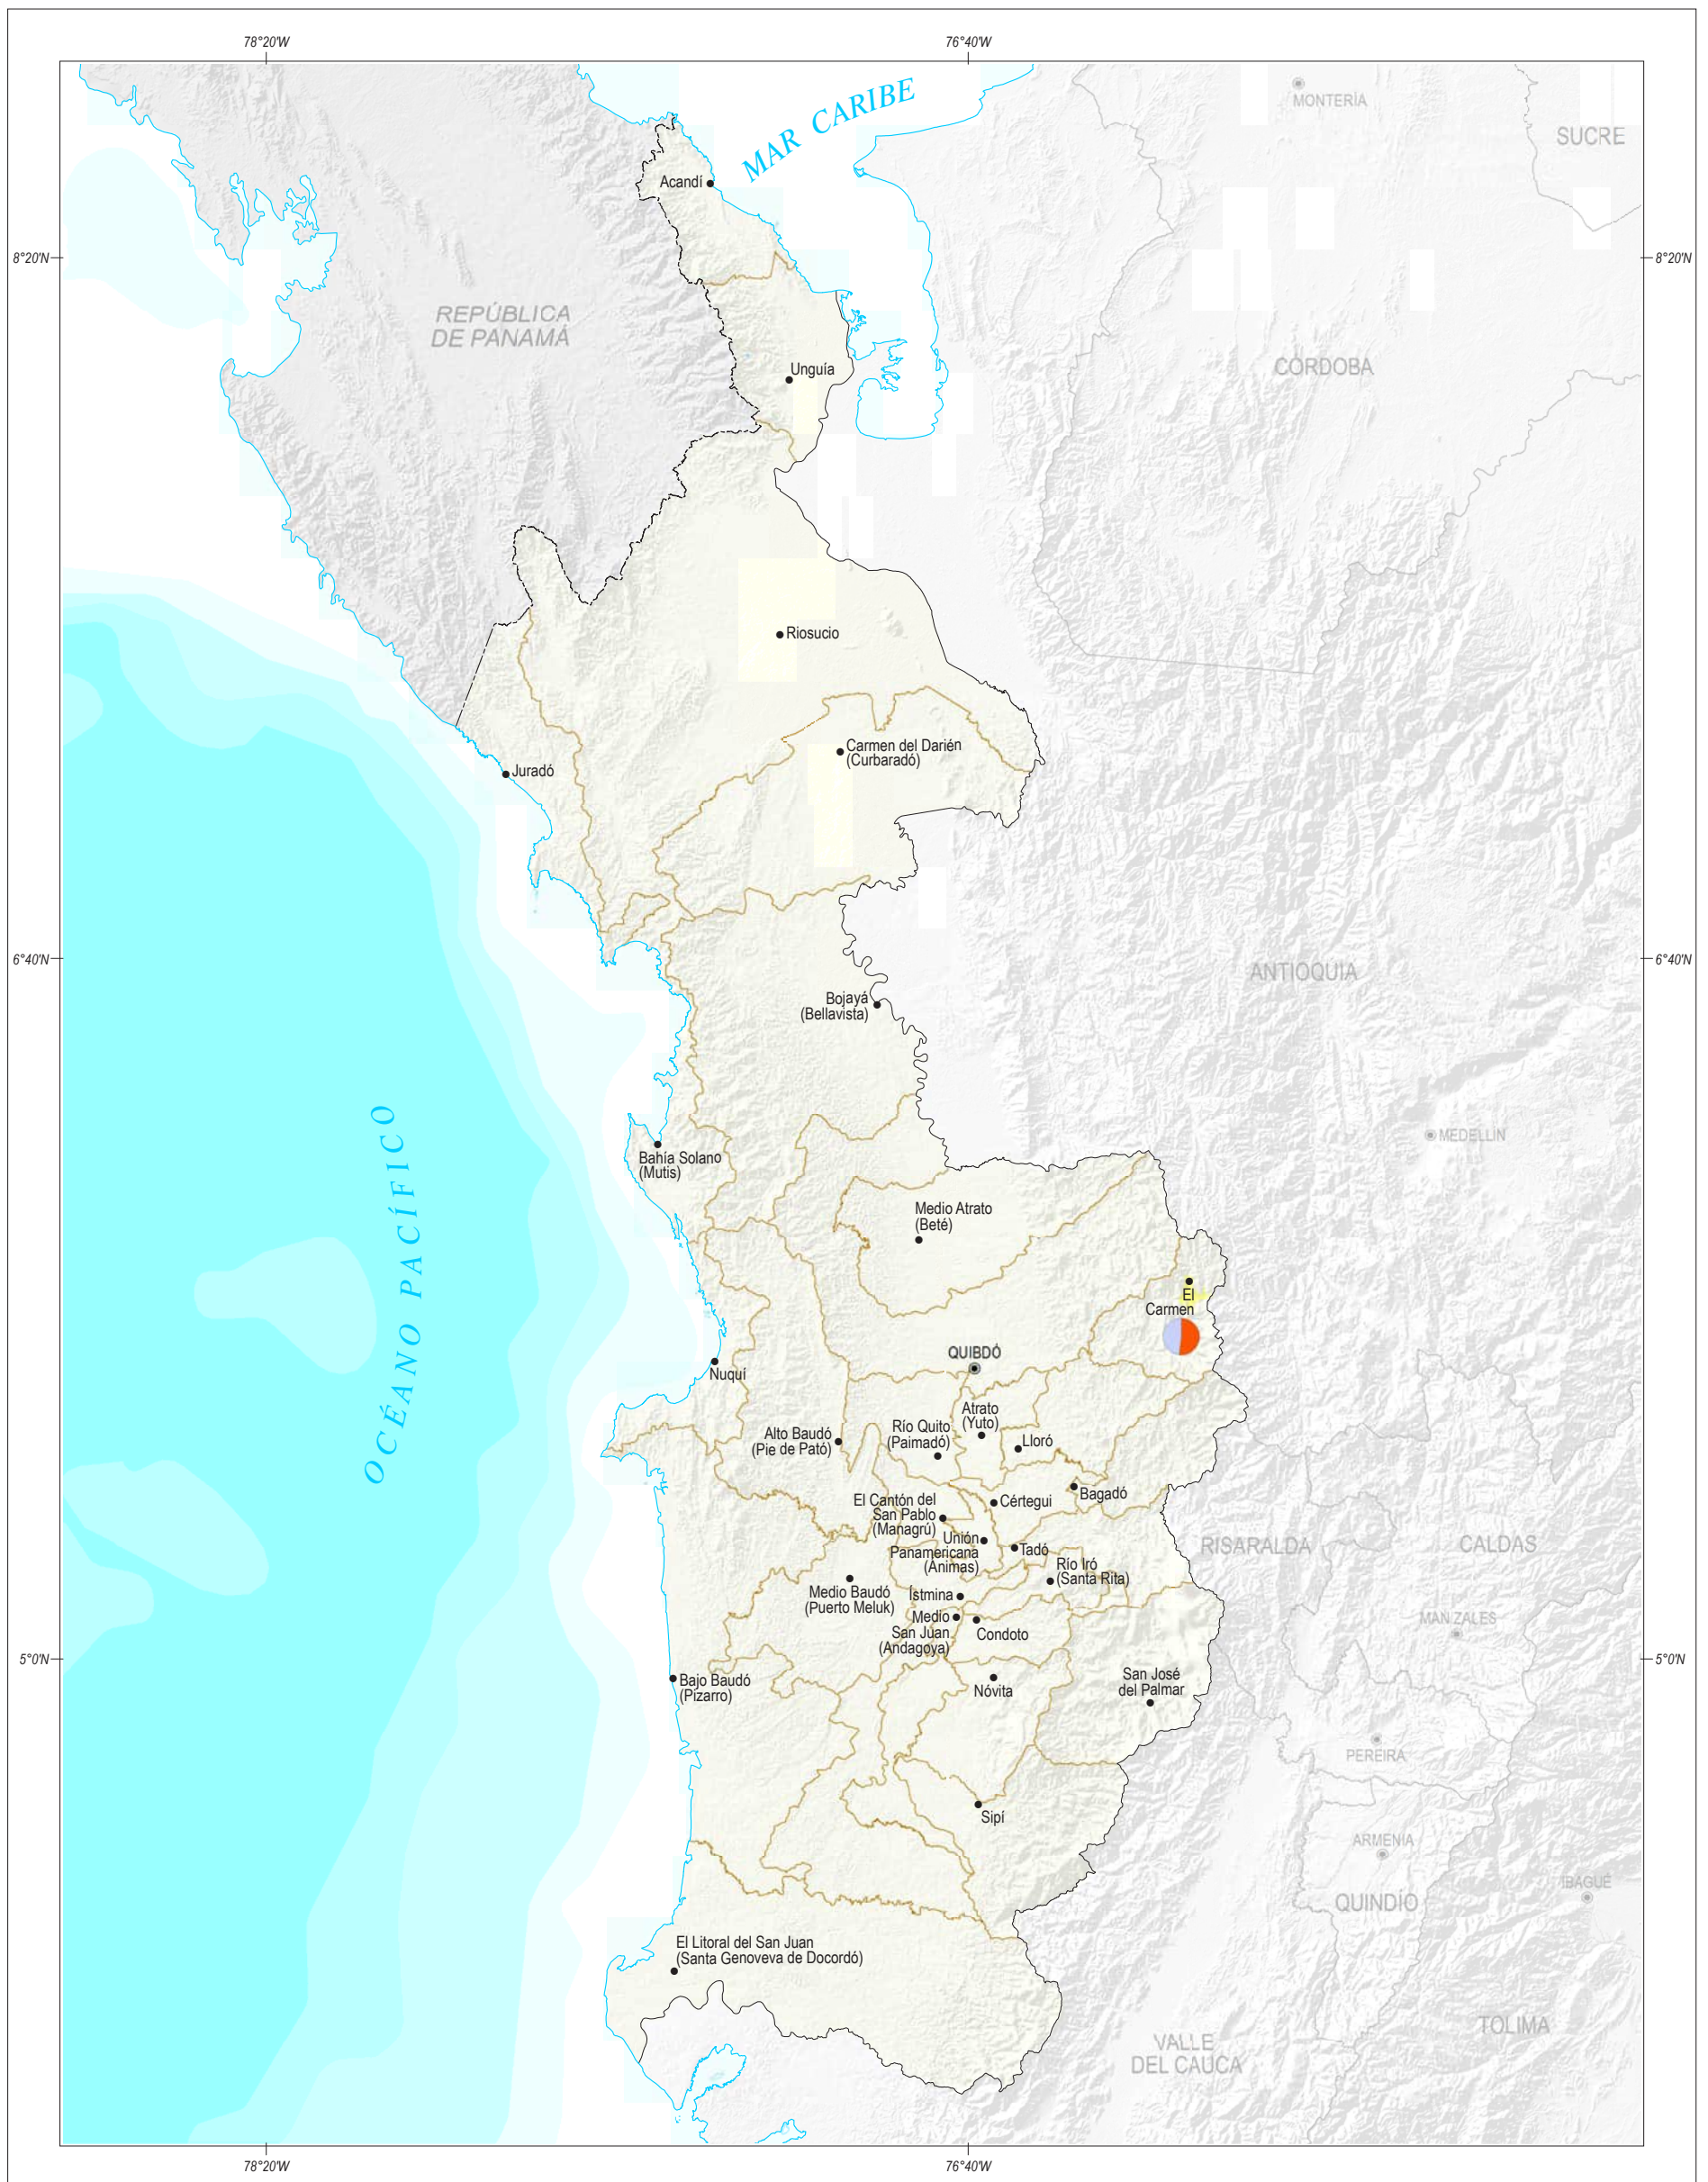 78°20'W
76°40'W
MAR CARIBE
MONTERÍA
SUCRE
Acandí
8°20'N
8°20'N
REPÚBLICA
DE PANAMÁ
CÓRDOBA
Unguía
Riosucio
Carmen del Darién
(Curbaradó)
Juradó
6°40'N
6°40'N
ANTIOQUIA
Bojayá
(Bellavista)
OCÉANO PACÍFICO
MEDELLÍN
Bahía Solano
(Mutis)
Medio Atrato
(Beté)
El
Carmen
QUIBDÓ
Nuquí
Atrato
(Yuto)
Río Quito
(Paimadó)
Alto Baudó
(Pie de Pató)
Lloró
Bagadó
El Cantón del
San Pablo
(Managrú)
Cértegui
Unión
Panamericana
(Ánimas)
Tadó
RISARALDA
CALDAS
Río Iró
(Santa Rita)
Medio Baudó
(Puerto Meluk)
Ístmina
Medio
San Juan
(Andagoya)
Condoto
MANIZALES
5°0'N
5°0'N
Bajo Baudó
(Pizarro)
Nóvita
San José
del Palmar
PEREIRA
Sipí
ARMENIA
IBAGUÉ
QUINDÍO
El Litoral del San Juan
(Santa Genoveva de Docordó)
TOLIMA
VALLE
DEL CAUCA
78°20'W
76°40'W